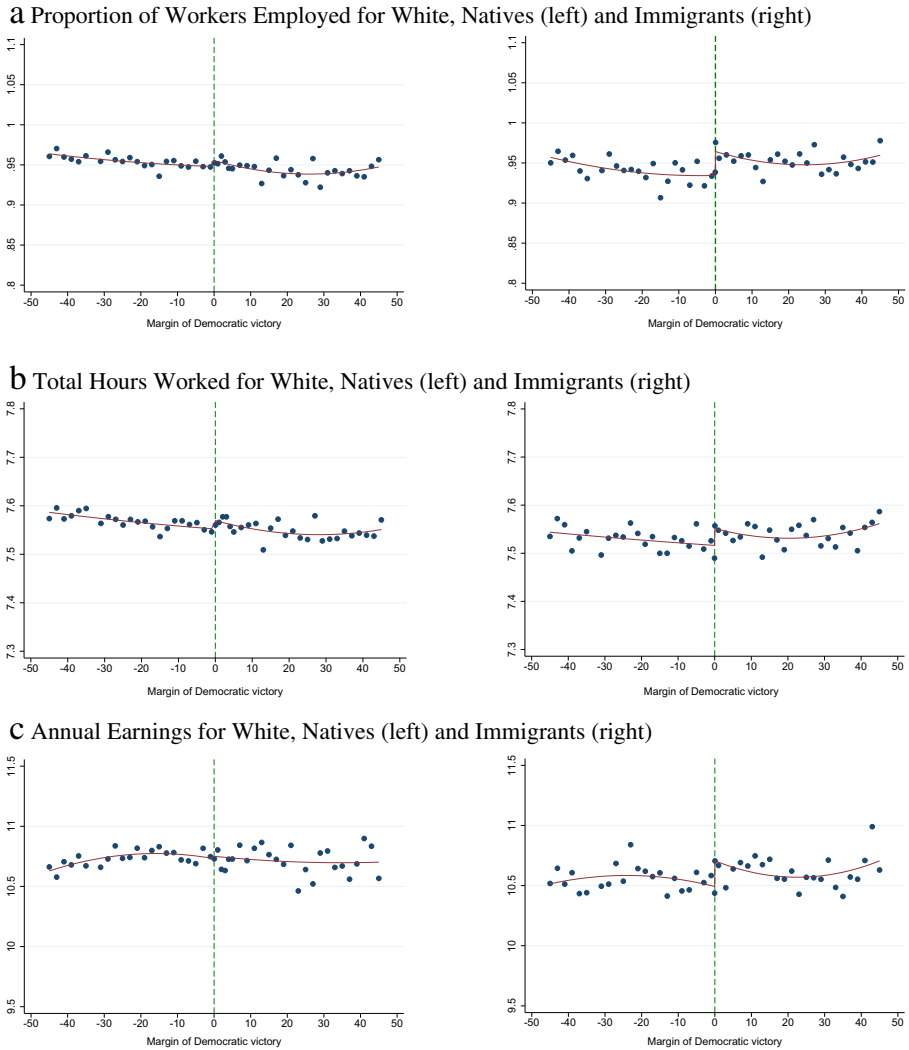 a Proportion of Workers Employed for White, Natives (left) and Immigrants (right)
1.1
1.05
1
.95
.9
.85
.8
-50 -40 -30 -20 -10 0 10 20 30 40 50
Margin of Democratic victory
1.1
1.05
1
.95
.9
.85
.8
-50 -40 -30 -20 -10 0 10 20 30 40 50
Margin of Democratic victory
b Total Hours Worked for White, Natives (left) and Immigrants (right)
7.8
7.7
7.6
7.5
7.4
7.3
-50 -40 -30 -20 -10 0 10 20 30 40 50
Margin of Democratic victory
7.8
7.7
7.6
7.5
7.4
7.3
-50 -40 -30 -20 -10 0 10 20 30 40 50
Margin of Democratic victory
c Annual Earnings for White, Natives (left) and Immigrants (right)
11.5
11
10.5
10
9.5
-50 -40 -30 -20 -10 0 10 20 30 40 50
Margin of Democratic victory
11.5
11
10.5
10
9.5
-50 -40 -30 -20 -10 0 10 20 30 40 50
Margin of Democratic victory